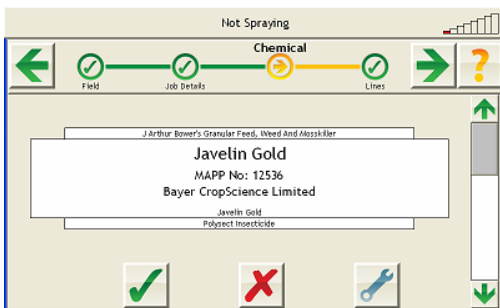 Not Spraying
Chemical
Field
Job Details
Lines
?
J Arthur Bower's Granular Feed, Weed And Mosskiller
Javelin Gold
MAPP No: 12536
Bayer CropScience Limited
Javelin Gold
Polysect Insecticide